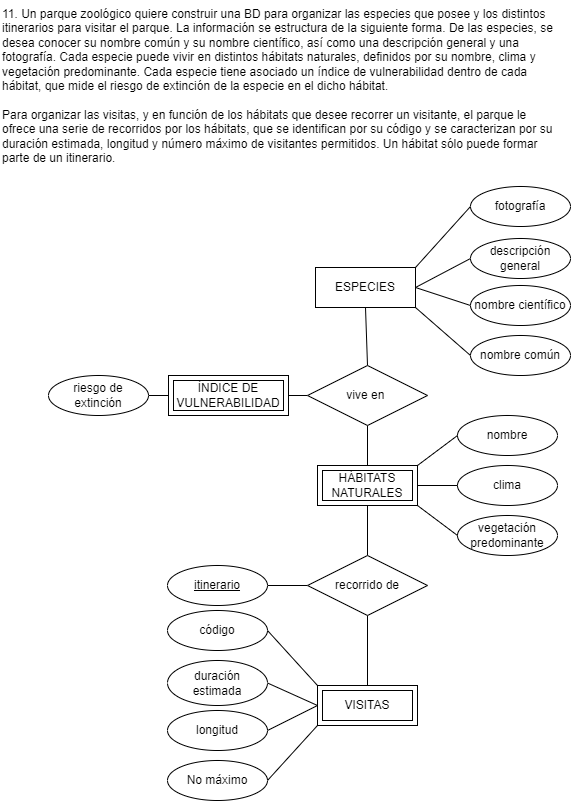 11. Un parque zoológico quiere construir una BD para organizar las especies que posee y los distintos
itinerarios para visitar el parque. La información se estructura de la siguiente forma. De las especies, se
desea conocer su nombre común y su nombre científico, así como una descripción general y una
fotografía. Cada especie puede vivir en distintos hábitats naturales, definidos por su nombre, clima y
vegetación predominante. Cada especie tiene asociado un índice de vulnerabilidad dentro de cada
hábitat, que mide el riesgo de extinción de la especie en el dicho hábitat.
Para organizar las visitas, y en función de los hábitats que desee recorrer un visitante, el parque le
ofrece una serie de recorridos por los hábitats, que se identifican por su código y se caracterizan por su
duración estimada, longitud y número máximo de visitantes permitidos. Un hábitat sólo puede formar
parte de un itinerario.
fotografía
descripción
general
ESPECIES
nombre científico
nombre común
riesgo de
extinción
ÍNDICE DE
VULNERABILIDAD
vive en
nombre
HÁBITATS
NATURALES
clima
vegetación
predominante
itinerario
recorrido de
código
duración
estimada
VISITAS
longitud
No máximo